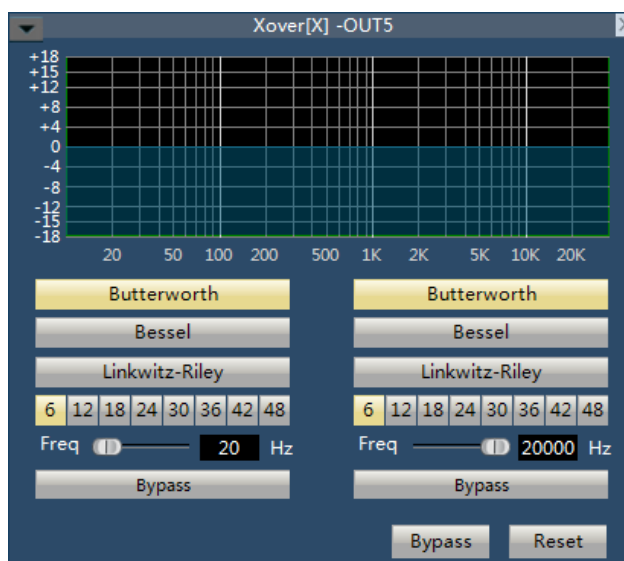 Xover[X] -OUT5
X
+18
+15
+12
+8
+4
0
-4
-8
-12
-15
-18
20 50 100 200 500 1K 2K 5K 10K 20K
Butterworth Butterworth
Bessel Bessel
Linkwitz-Riley Linkwitz-Riley
6 12 18 24 30 36 42 48 6 12 18 24 30 36 42 48
Freq 20 Hz Freq 20000 Hz
Bypass Bypass
Bypass Reset